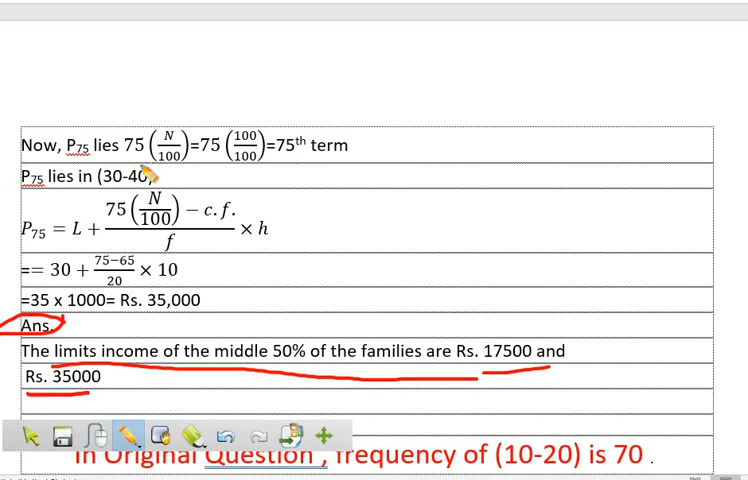 Now, P75 lies 75 (N/100)=75 (100/100)=75th term
P75 lies in (30-40)
P75 = L + (75(N/100) − c.f.)/f × h
== 30 + (75−65)/20 × 10
=35 x 1000= Rs. 35,000
Ans.
The limits income of the middle 50% of the families are Rs. 17500 and
Rs. 35000
In Original Question , frequency of (10-20) is 70 .